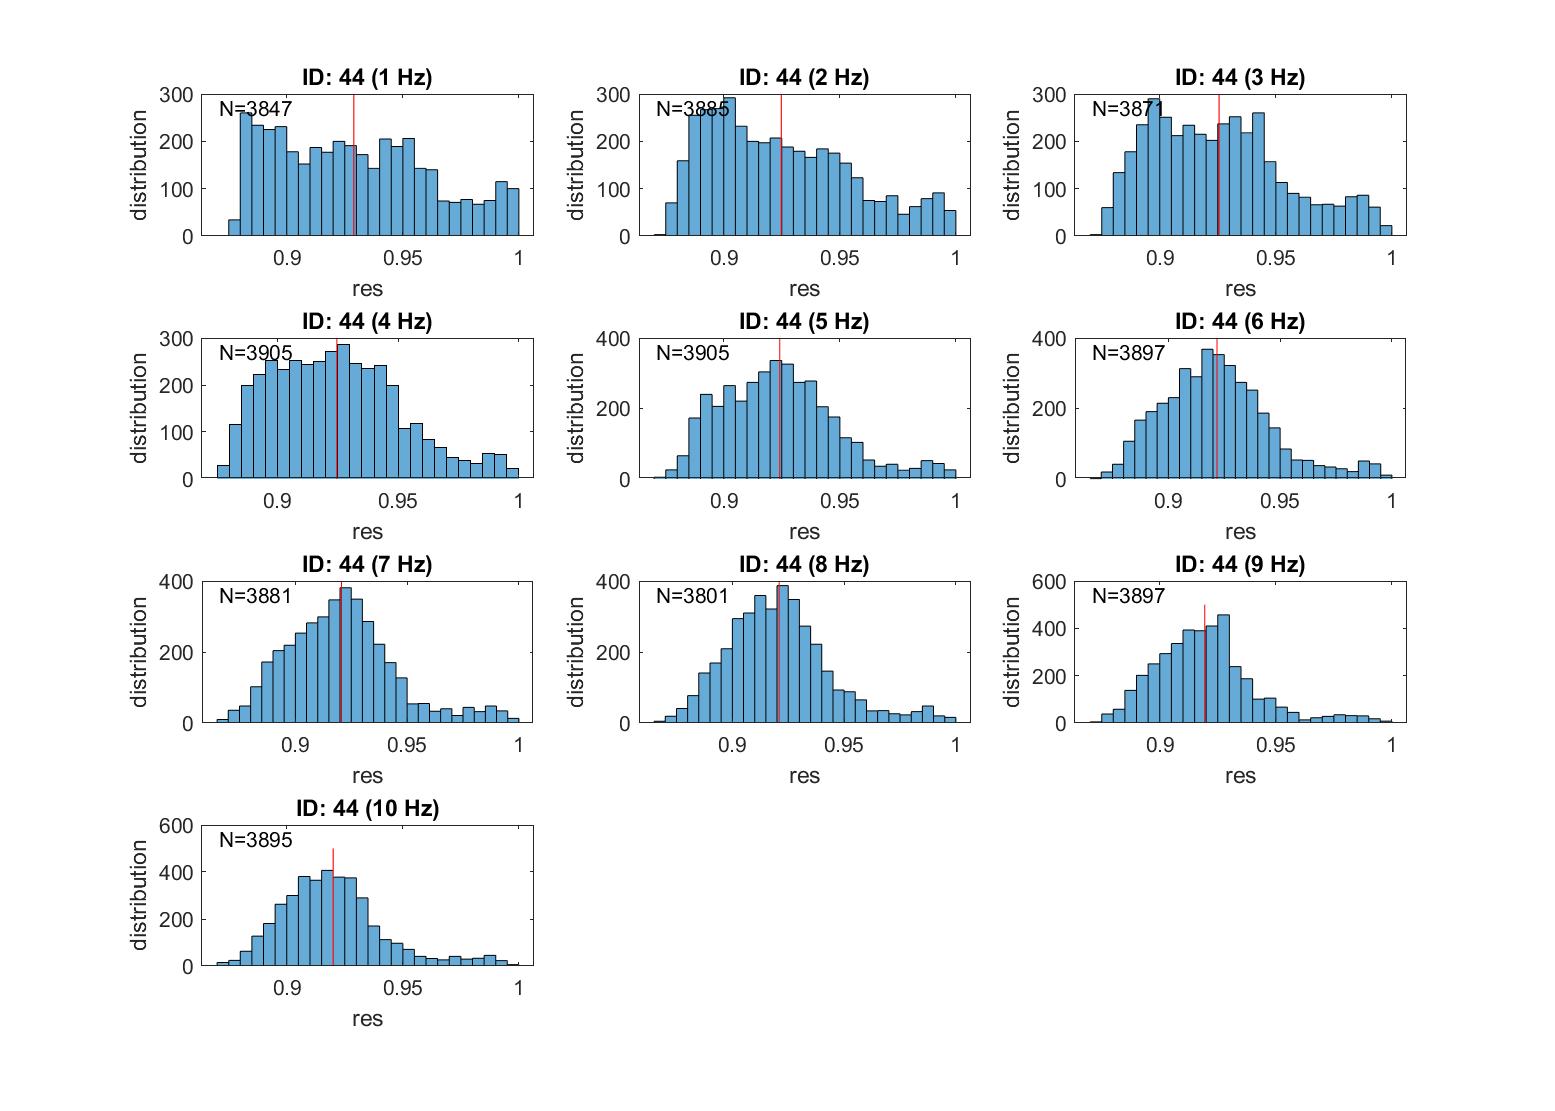 ID: 44 (1 Hz)
N=3847
300
200
100
0
distribution
0.9 0.95 1
res
ID: 44 (2 Hz)
N=3885
300
200
100
0
distribution
0.9 0.95 1
res
ID: 44 (3 Hz)
N=3871
300
200
100
0
distribution
0.9 0.95 1
res
ID: 44 (4 Hz)
N=3905
300
200
100
0
distribution
0.9 0.95 1
res
ID: 44 (5 Hz)
N=3905
400
200
0
distribution
0.9 0.95 1
res
ID: 44 (6 Hz)
N=3897
400
200
0
distribution
0.9 0.95 1
res
ID: 44 (7 Hz)
N=3881
400
200
0
distribution
0.9 0.95 1
res
ID: 44 (8 Hz)
N=3801
400
200
0
distribution
0.9 0.95 1
res
ID: 44 (9 Hz)
N=3897
600
400
200
0
distribution
0.9 0.95 1
res
ID: 44 (10 Hz)
N=3895
600
400
200
0
distribution
0.9 0.95 1
res